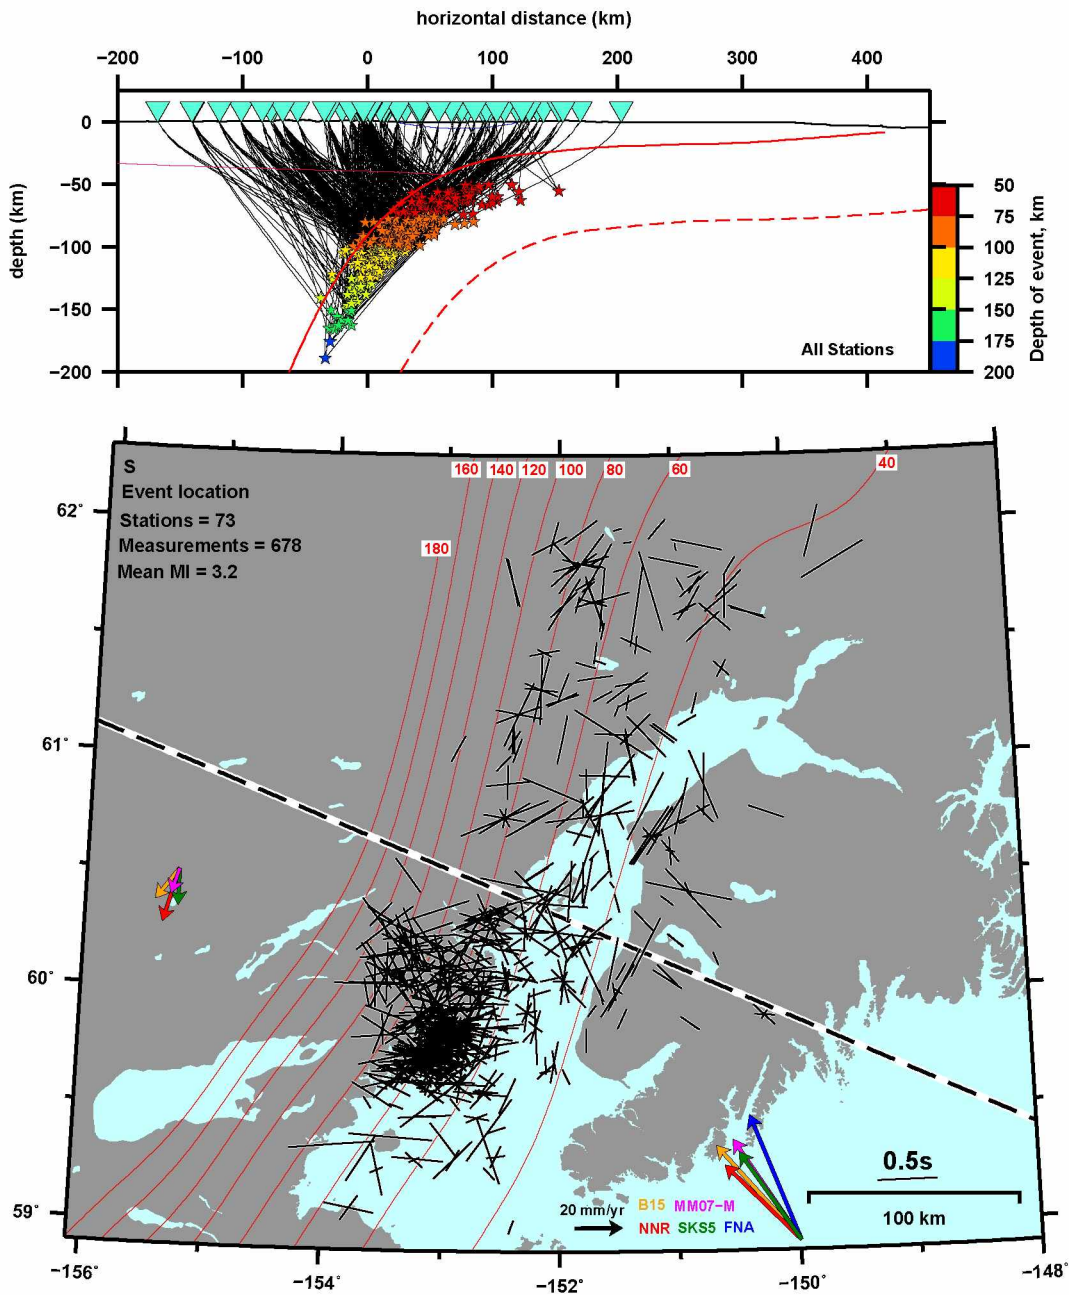 horizontal distance (km)
−200 −100 0 100 200 300 400
0
−50
−100
−150
−200
depth (km)
50
75
100
125
150
175
200
Depth of event, km
All Stations
S
Event location
Stations = 73
Measurements = 678
Mean MI = 3.2
160 140 120 100 80 60 40
180
62°
61°
60°
59°
0.5s
100 km
20 mm/yr
B15 MM07−M
NNR SKS5 FNA
−156° −154° −152° −150° −148°